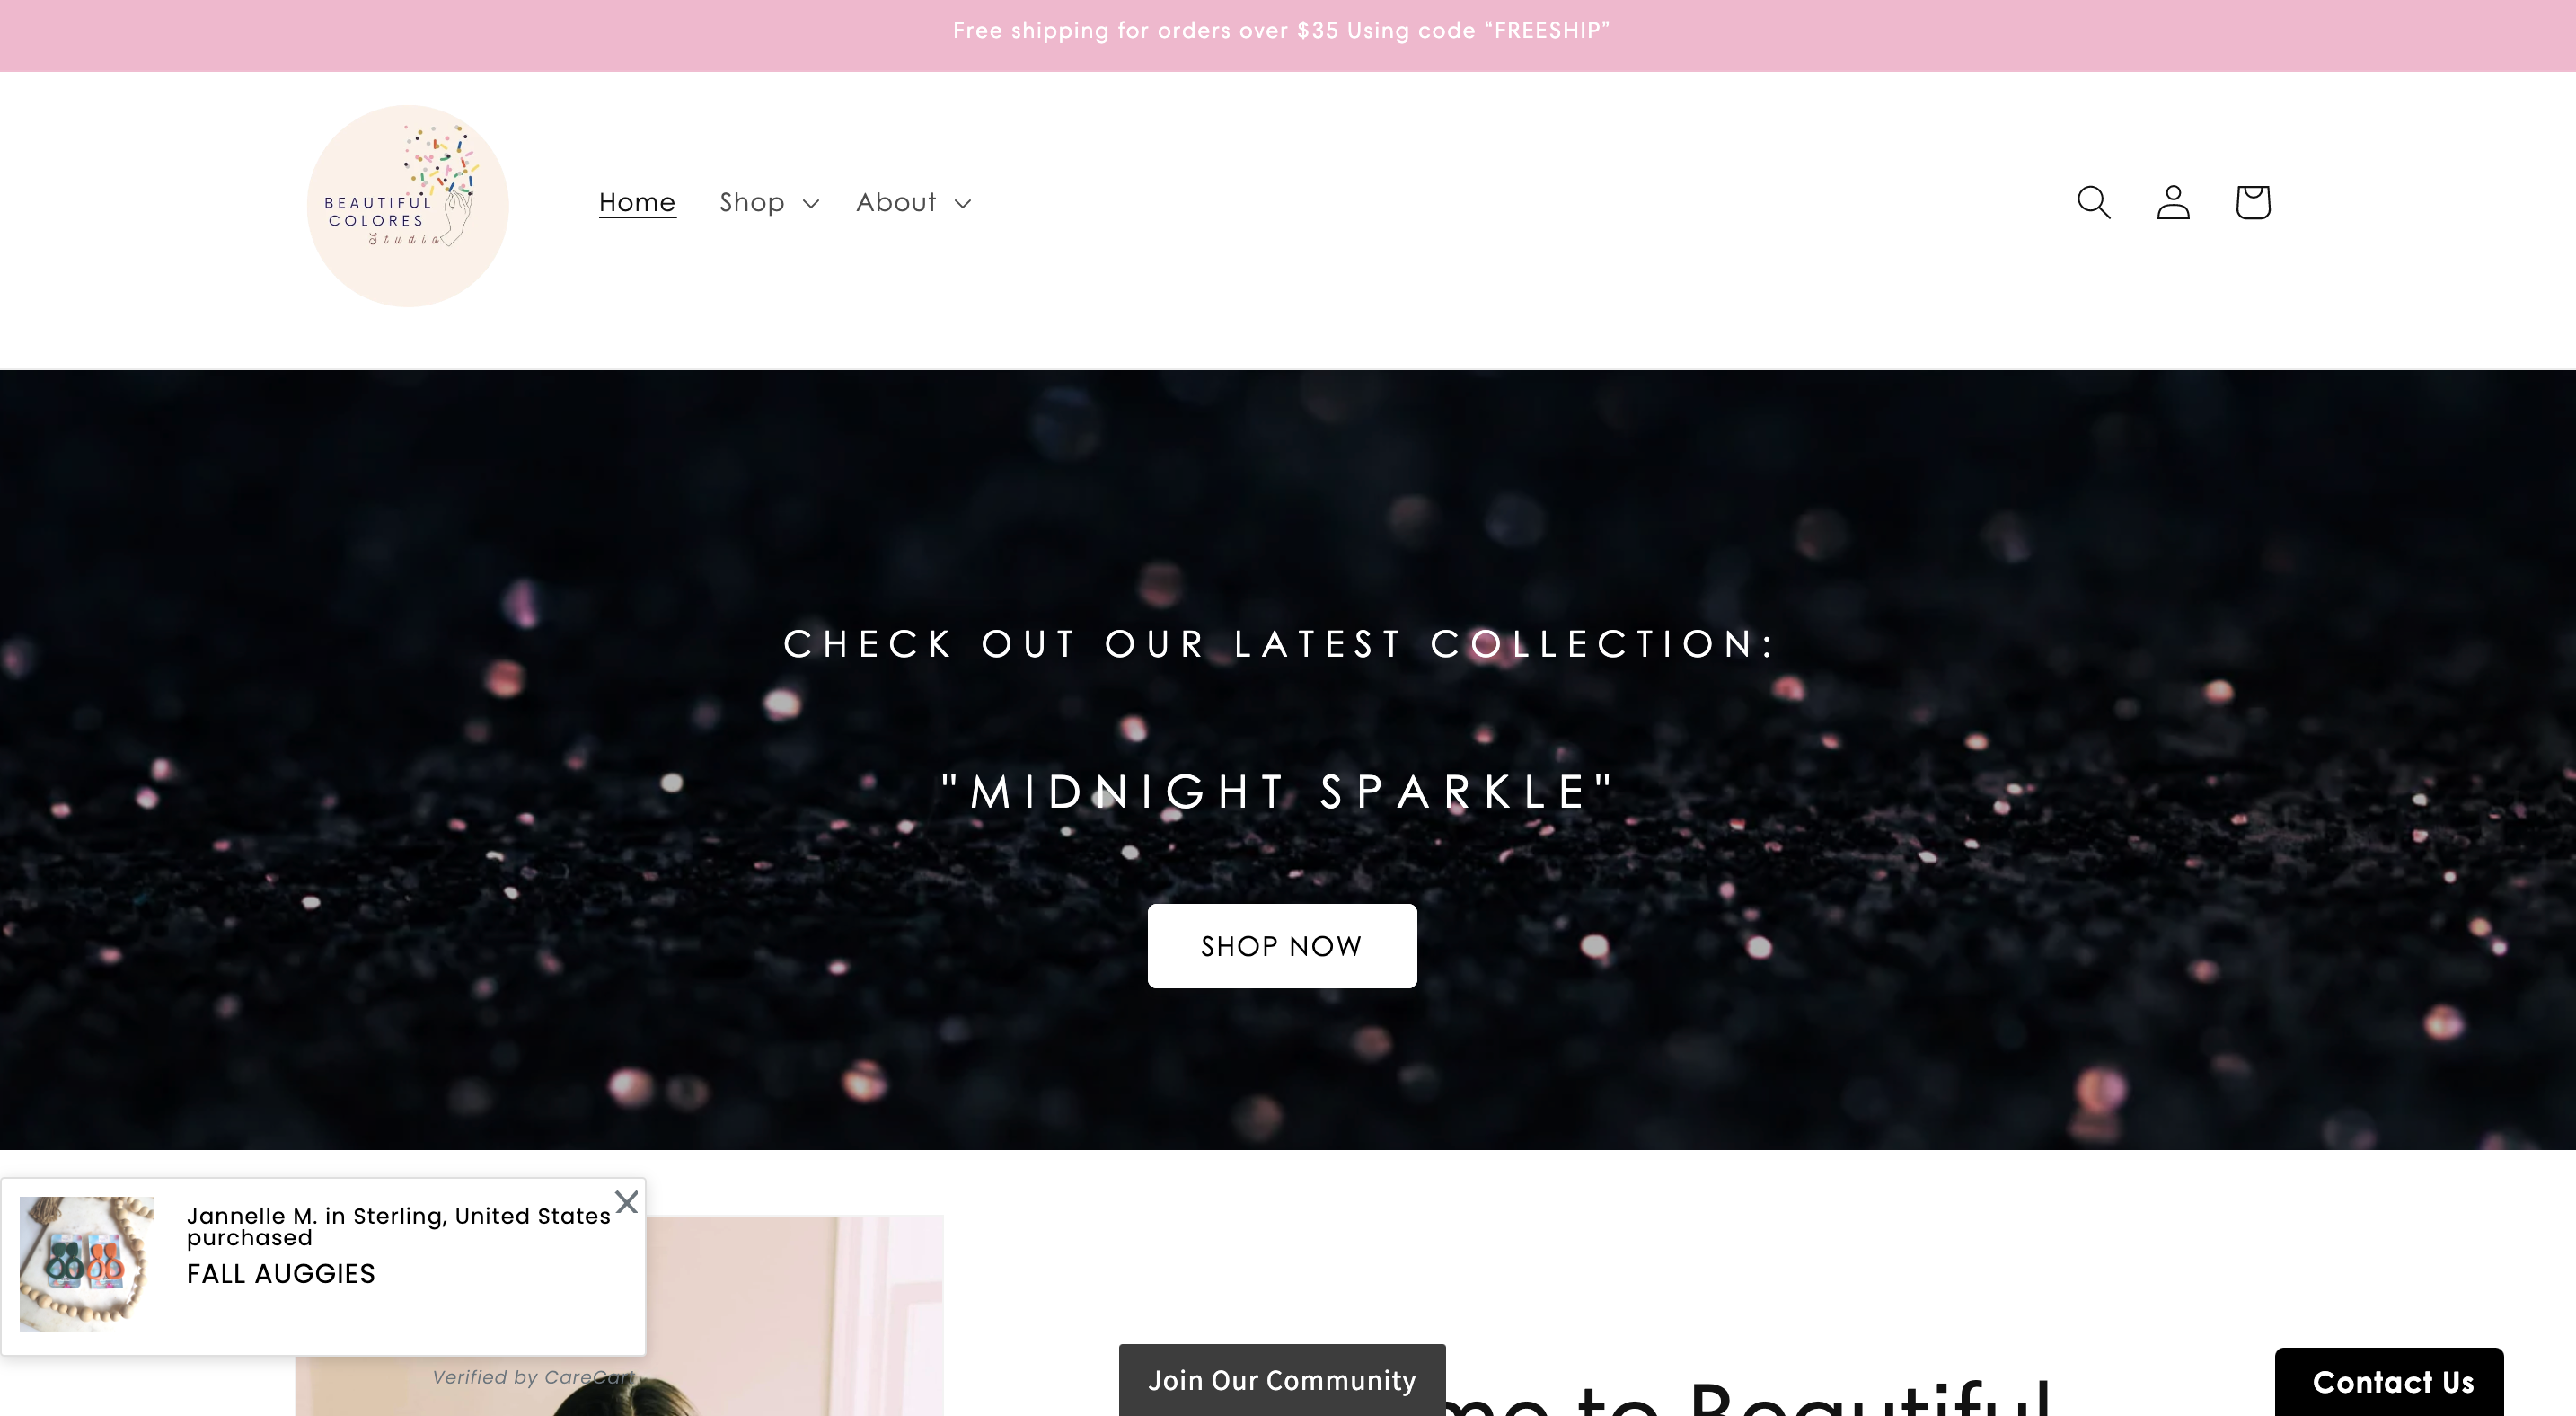 Free shipping for orders over $35 Using code “FREESHIP”
BEAUTIFUL
COLORES
Studio
Home
Shop
About
CHECK OUT OUR LATEST COLLECTION:
"MIDNIGHT SPARKLE"
SHOP NOW
Jannelle M. in Sterling, United States
purchased
FALL AUGGIES
Verified by CareCart
Join Our Community
to Beautiful
Contact Us